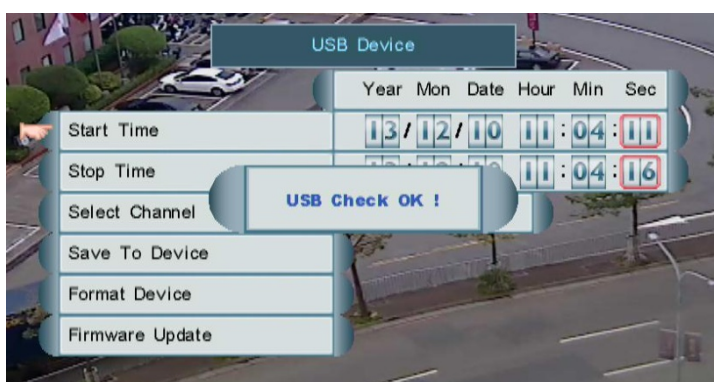 USB Device
Year Mon Date Hour Min Sec
Start Time 13/12/10 11:04:11
Stop Time 11:04:16
USB Check OK !
Select Channel
Save To Device
Format Device
Firmware Update